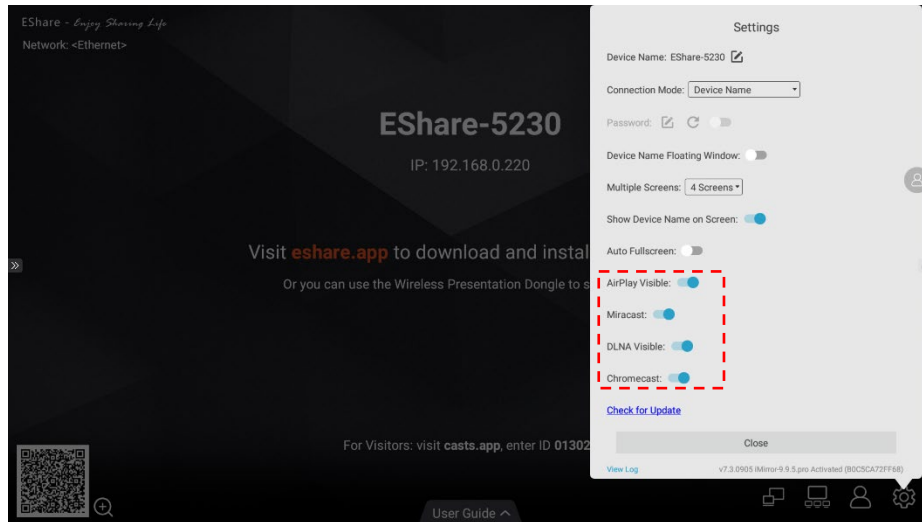 EShare - Enjoy Sharing Life
Network: <Ethernet>
EShare-5230
IP: 192.168.0.220
Visit eshare.app to download and instal
Or you can use the Wireless Presentation Dongle to s
For Visitors: visit casts.app, enter ID 01302
User Guide
Settings
Device Name: EShare-5230
Connection Mode: Device Name
Password:
Device Name Floating Window:
Multiple Screens: 4 Screens
Show Device Name on Screen:
Auto Fullscreen:
AirPlay Visible:
Miracast:
DLNA Visible:
Chromecast:
Check for Update
Close
View Log v7.3.0905 iMirror-9.9.5.pro Activated (B0C5CA72FF68)